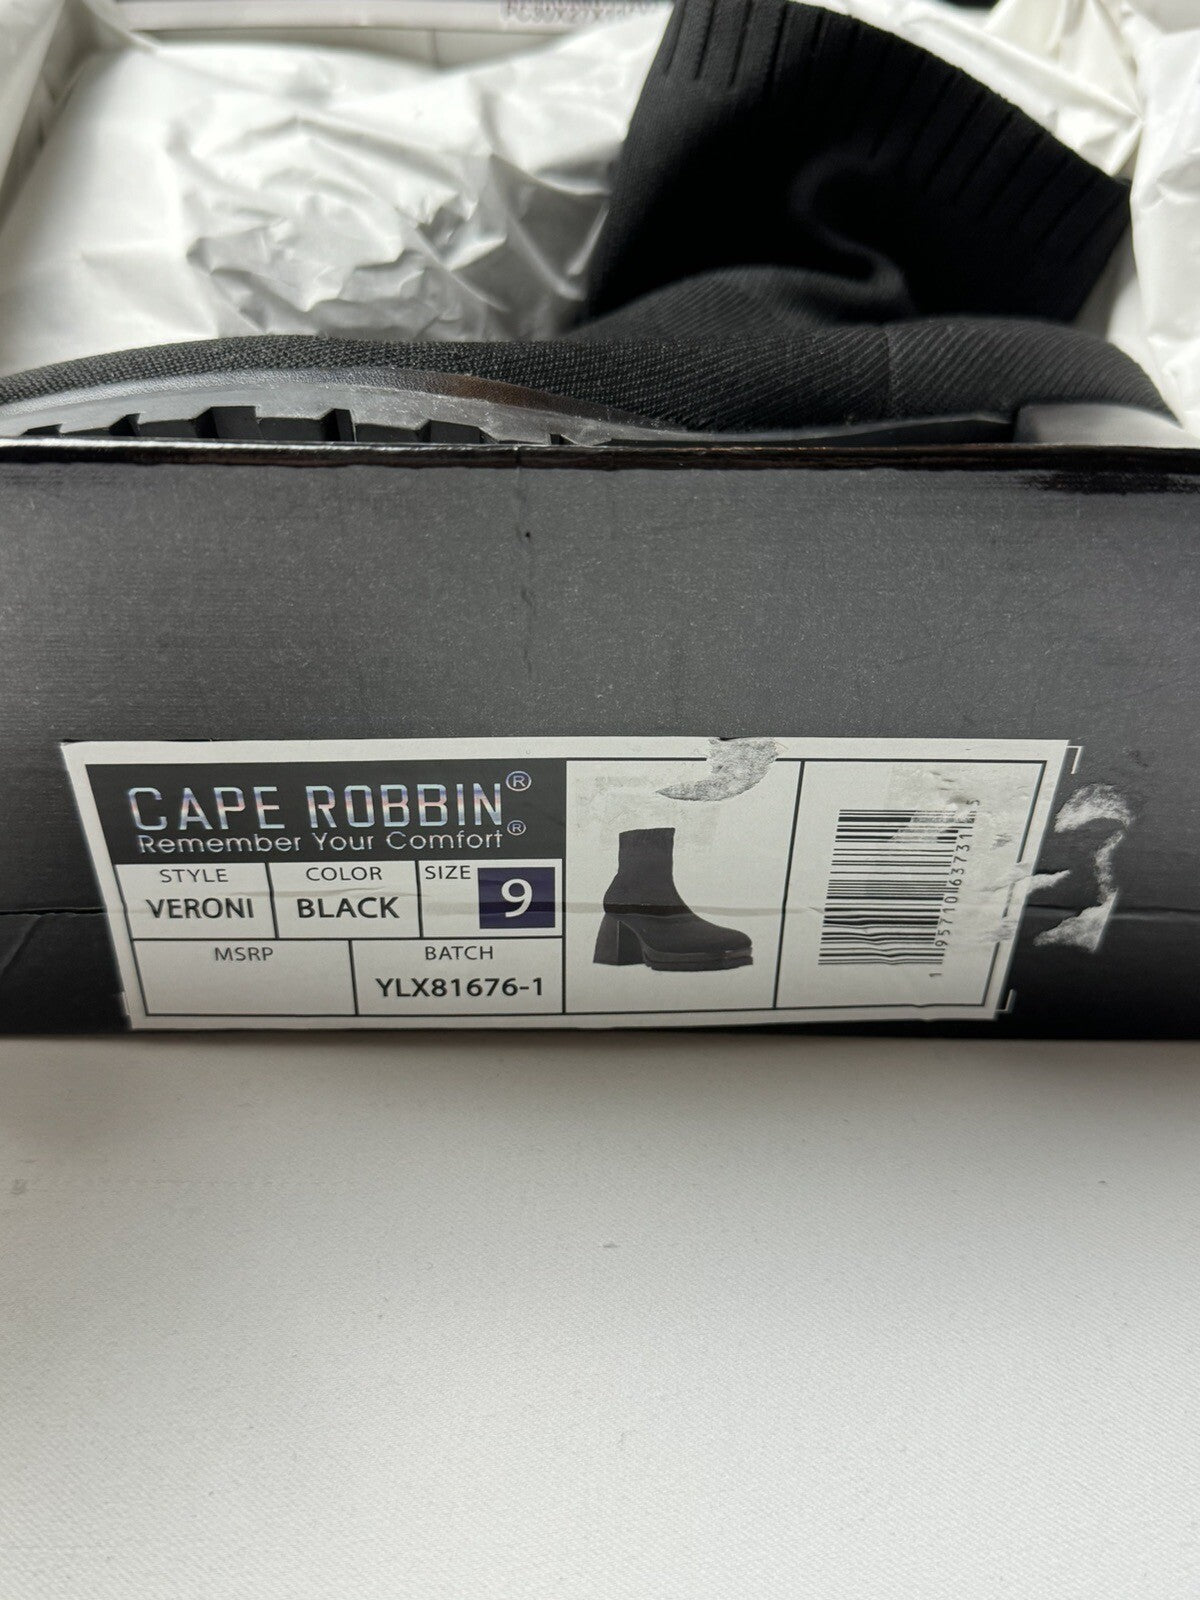 CAPE ROBBIN®
Remember Your Comfort®
STYLE
VERONI
COLOR
BLACK
SIZE
9
MSRP
BATCH
YLX81676-1